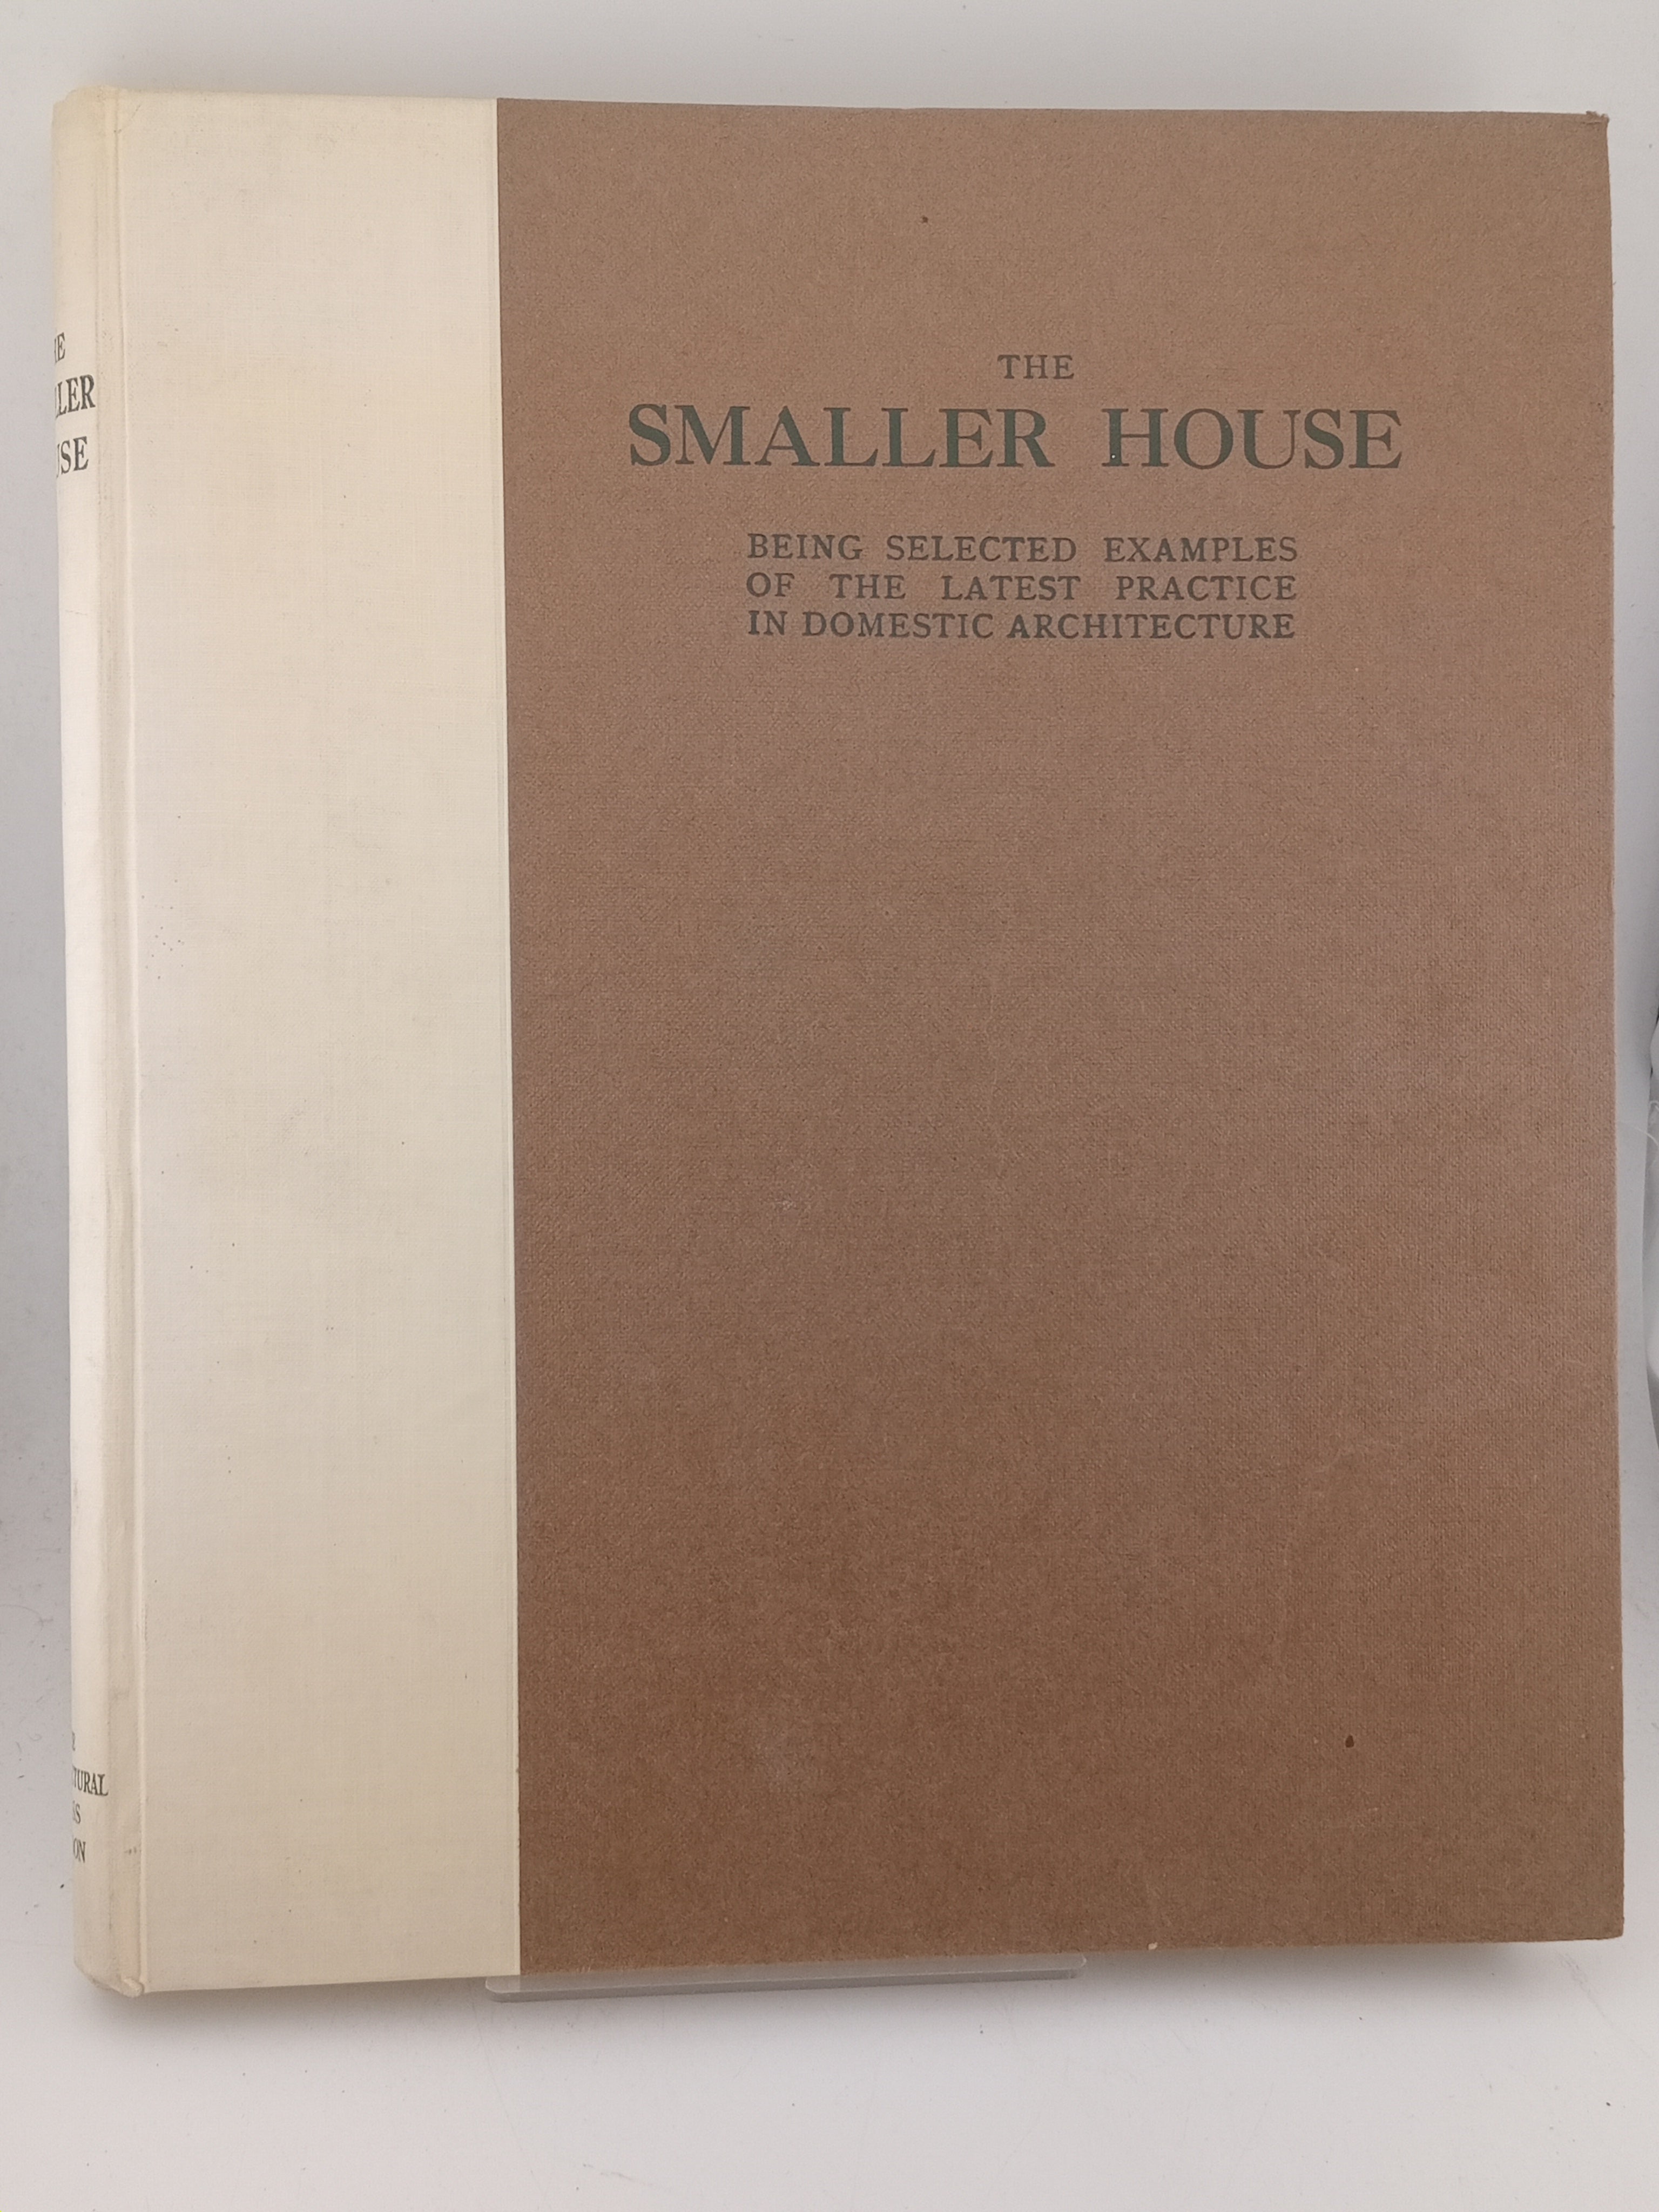 THE
SMALLER HOUSE
BEING SELECTED EXAMPLES
OF THE LATEST PRACTICE
IN DOMESTIC ARCHITECTURE